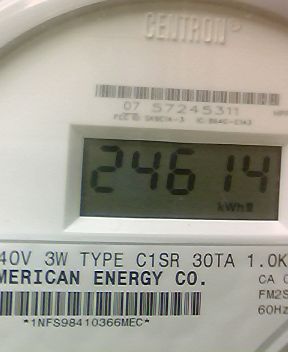 CENTRON®
07 57245311
24614
kWh
40V 3W TYPE C1SR 30TA 1.0K
MERICAN ENERGY CO.
CA
FM2S
60Hz
*1NFS98410366MEC*